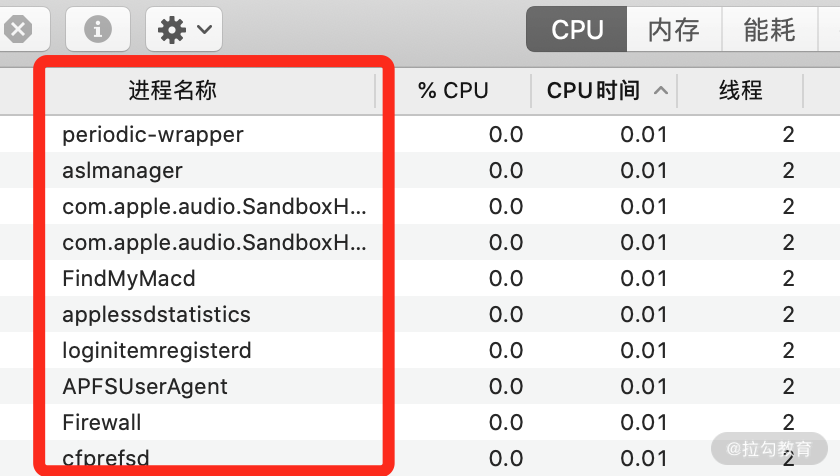 CPU 内存 能耗
进程名称 % CPU CPU时间 线程
periodic-wrapper 0.0 0.01 2
aslmanager 0.0 0.01 2
com.apple.audio.SandboxH... 0.0 0.01 2
com.apple.audio.SandboxH... 0.0 0.01 2
FindMyMacd 0.0 0.01 2
applessdstatistics 0.0 0.01 2
loginitemregisterd 0.0 0.01 2
APFSUserAgent 0.0 0.01 2
Firewall 0.0 0.01 2
cfprefsd 0.0 0.01 2
@拉勾教育